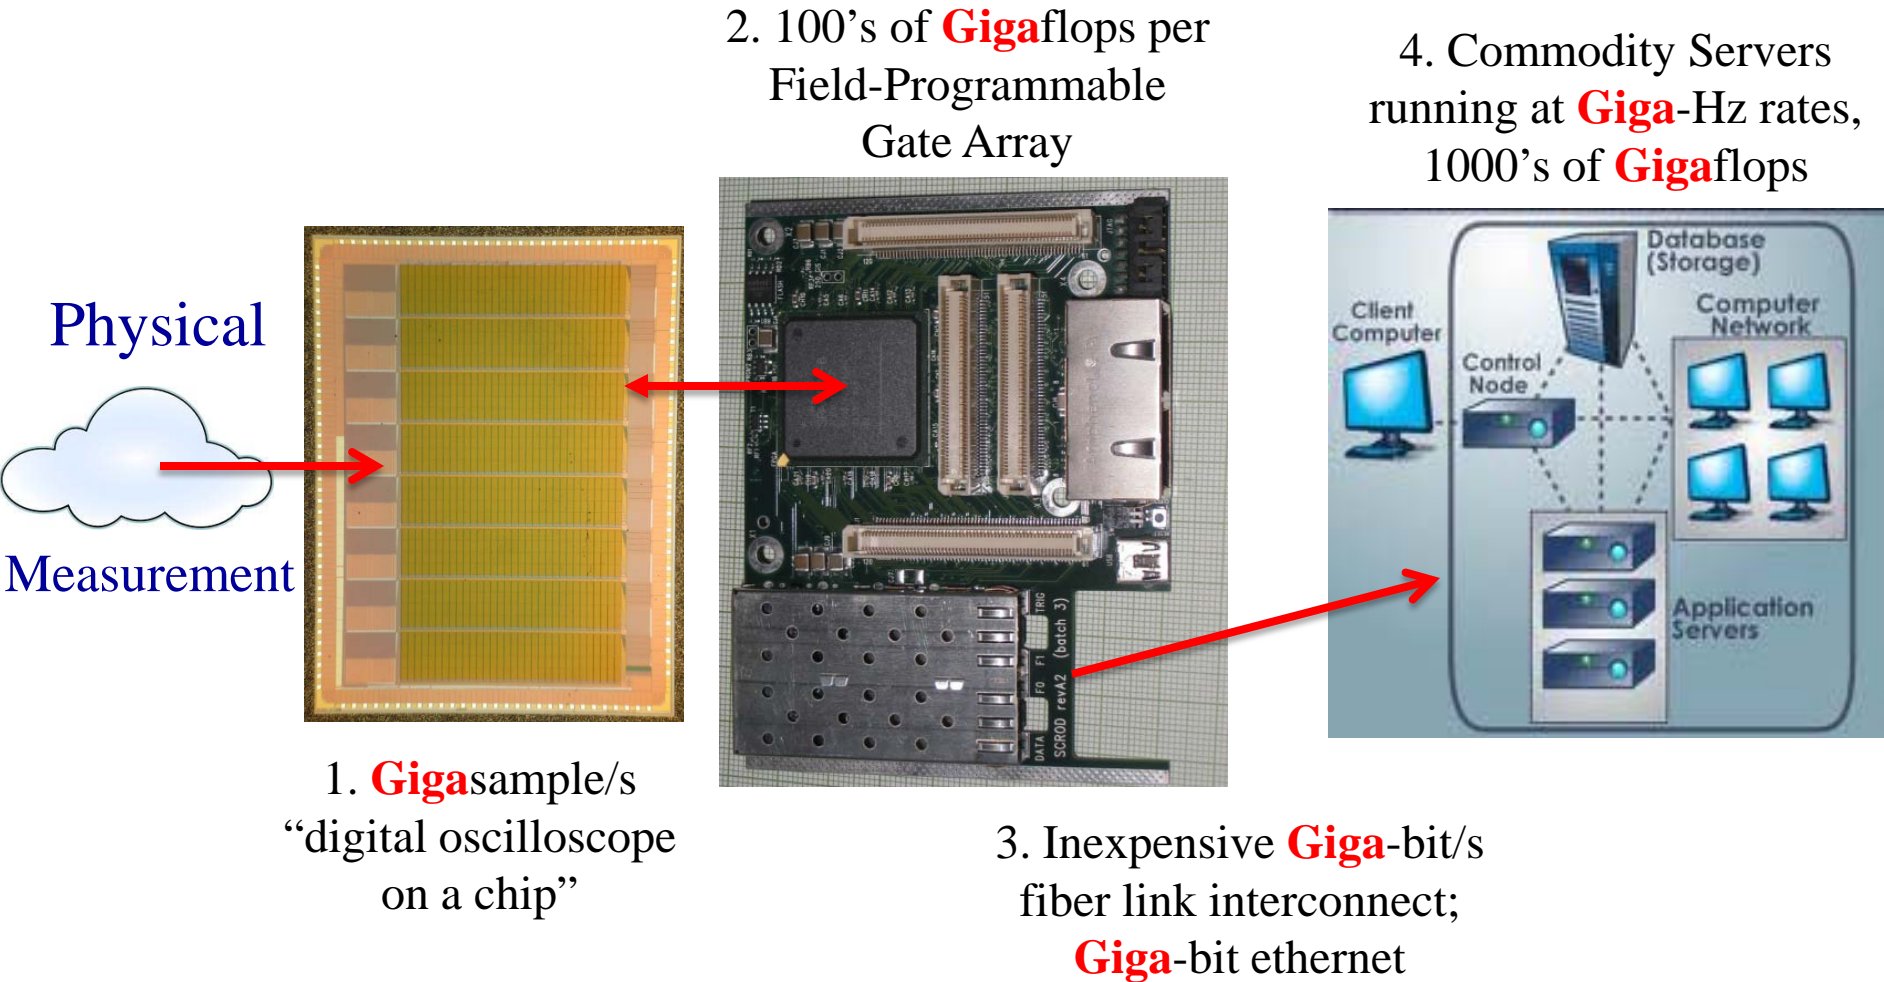 2. 100’s of Gigaflops per
Field-Programmable
Gate Array
4. Commodity Servers
running at Giga-Hz rates,
1000’s of Gigaflops
Physical
Measurement
1. Gigasample/s
“digital oscilloscope
on a chip”
FLASH
TRIG
F1
F0
DATA
SCROD revA2 (batch 3)
Database
(Storage)
Client
Computer
Computer
Network
Control
Node
Application
Servers
3. Inexpensive Giga-bit/s
fiber link interconnect;
Giga-bit ethernet